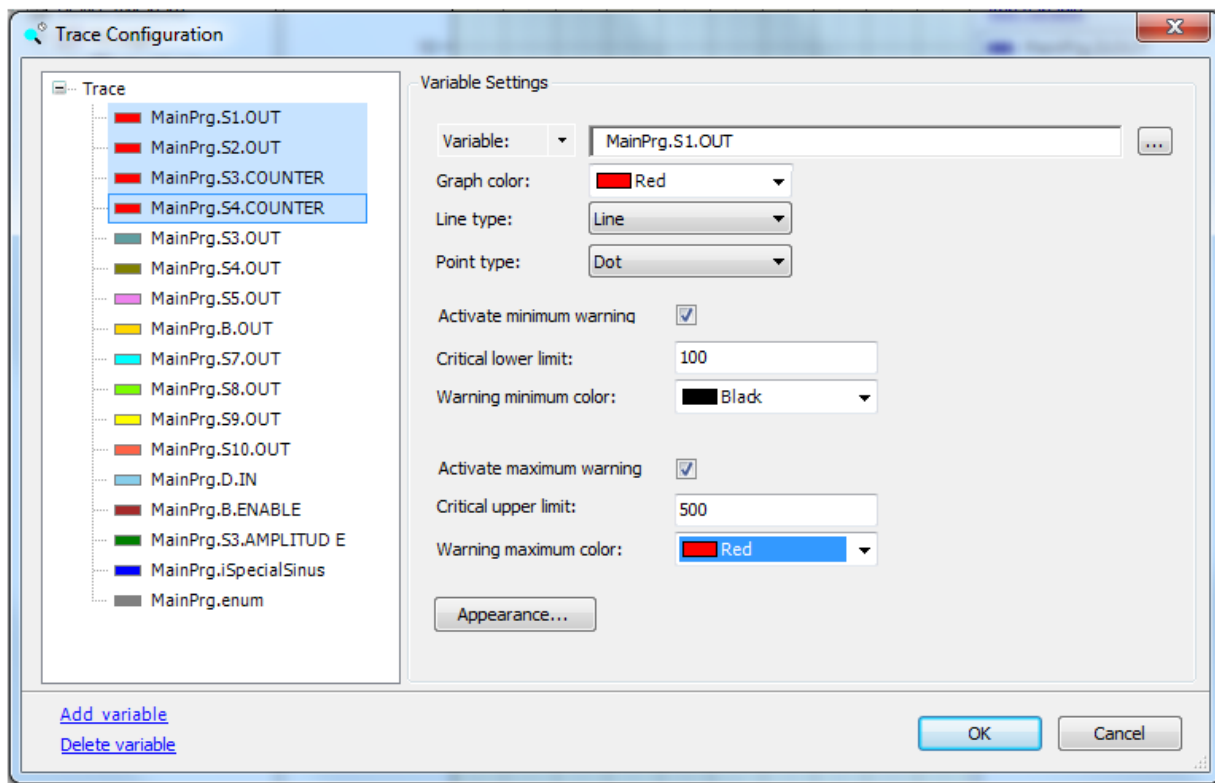 Trace Configuration
X
Trace
MainPrg.S1.OUT
MainPrg.S2.OUT
MainPrg.S3.COUNTER
MainPrg.S4.COUNTER
MainPrg.S3.OUT
MainPrg.S4.OUT
MainPrg.S5.OUT
MainPrg.B.OUT
MainPrg.S7.OUT
MainPrg.S8.OUT
MainPrg.S9.OUT
MainPrg.S10.OUT
MainPrg.D.IN
MainPrg.B.ENABLE
MainPrg.S3.AMPLITUD E
MainPrg.iSpecialSinus
MainPrg.enum
Variable Settings
Variable: MainPrg.S1.OUT ...
Graph color: Red
Line type: Line
Point type: Dot
Activate minimum warning
Critical lower limit: 100
Warning minimum color: Black
Activate maximum warning
Critical upper limit: 500
Warning maximum color: Red
Appearance...
Add variable
Delete variable
OK Cancel